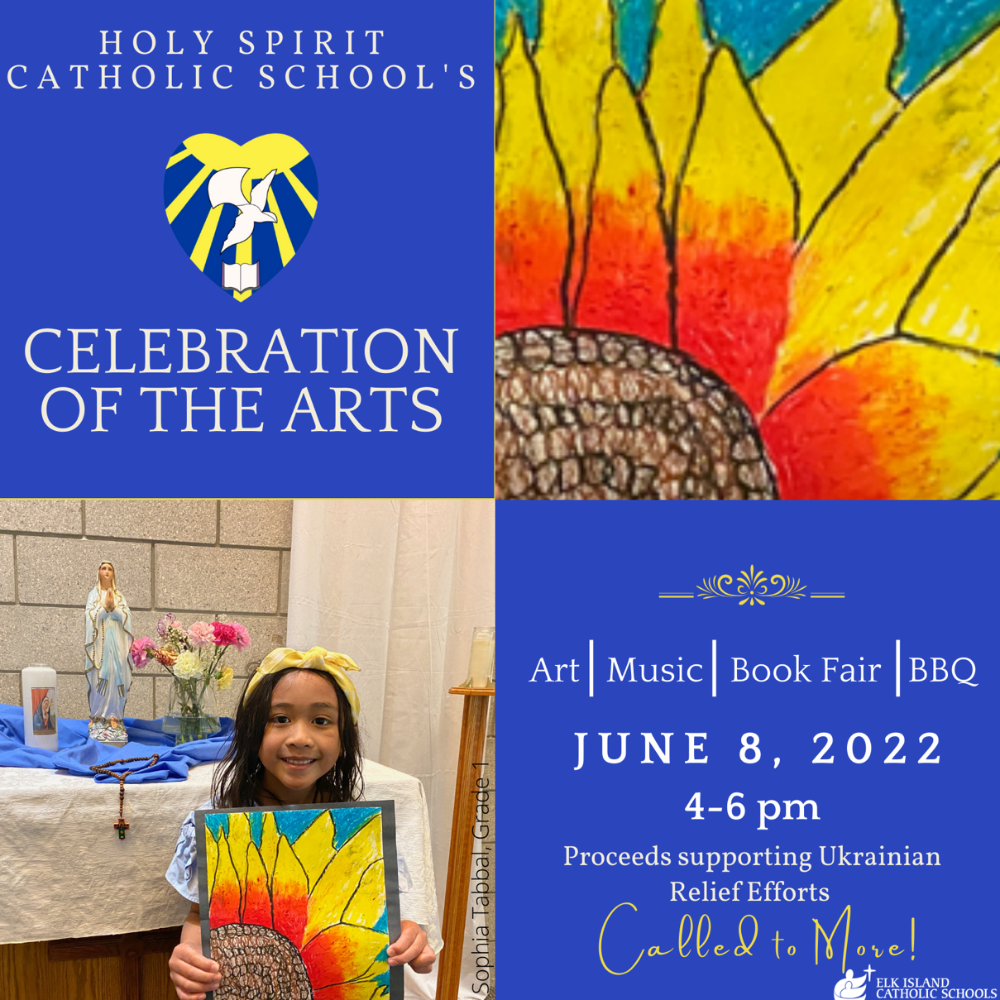 HOLY SPIRIT
CATHOLIC SCHOOL'S
CELEBRATION
OF THE ARTS
Sophia Tabbal, Grade 1
Art | Music | Book Fair | BBQ
JUNE 8, 2022
4-6 pm
Proceeds supporting Ukrainian
Relief Efforts
Called to More!
ELK ISLAND
CATHOLIC SCHOOLS